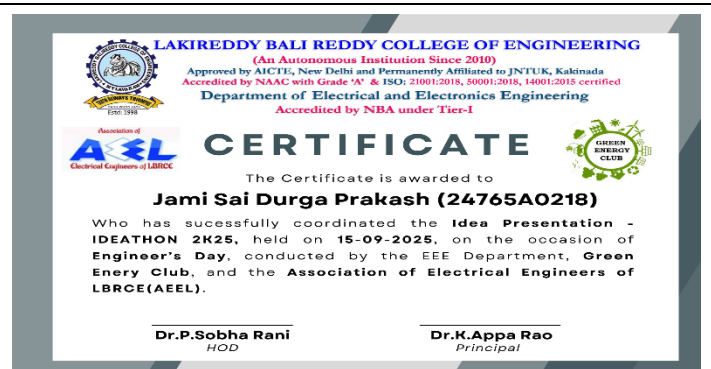 LAKIREDDY BALI REDDY COLLEGE OF ENGINEERING
(An Autonomous Institution Since 2010)
Approved by AICTE, New Delhi and Permanently Affiliated to JNTUK, Kakinada
Accredited by NAAC with Grade 'A' & ISO: 21001:2018, 50001:2018, 14001:2015 certified
Department of Electrical and Electronics Engineering
Accredited by NBA under Tier-I
Estd: 1998
Association of
AEEL
Electrical Engineers of LBRCE
CERTIFICATE
GREEN
ENERGY
CLUB
The Certificate is awarded to
Jami Sai Durga Prakash (24765A0218)
Who has sucessfully coordinated the Idea Presentation -
IDEATHON 2K25, held on 15-09-2025, on the occasion of
Engineer's Day, conducted by the EEE Department, Green
Enery Club, and the Association of Electrical Engineers of
LBRCE(AEEL).
Dr.P.Sobha Rani
HOD
Dr.K.Appa Rao
Principal